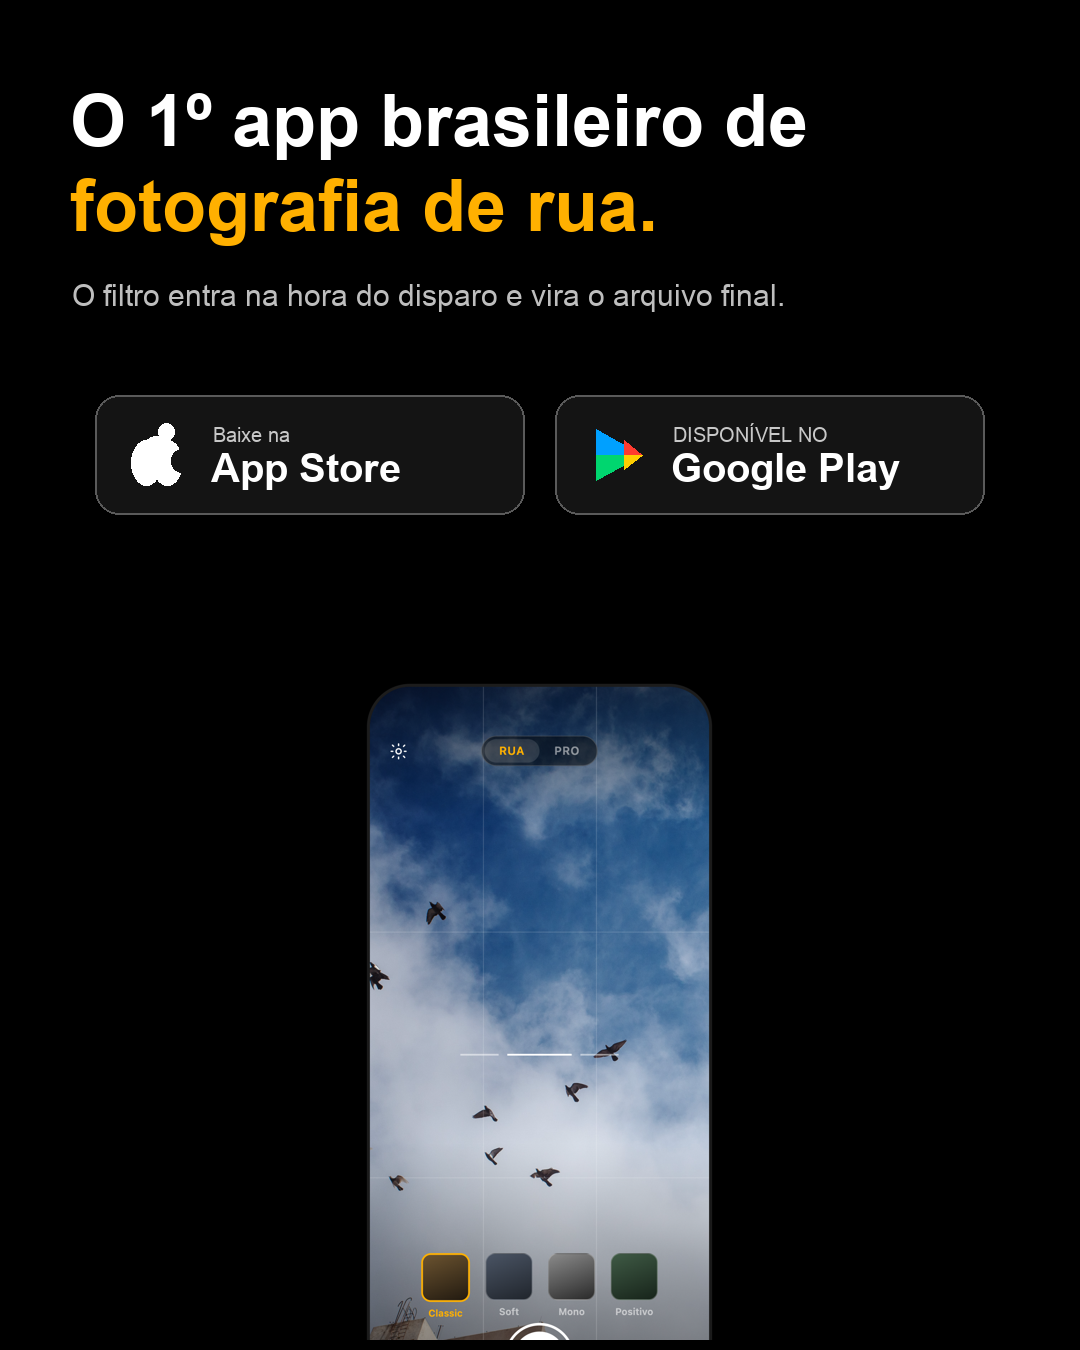 O 1º app brasileiro de
fotografia de rua.
O filtro entra na hora do disparo e vira o arquivo final.
Baixe na
App Store
DISPONÍVEL NO
Google Play
RUA PRO
Classic Soft Mono Positivo